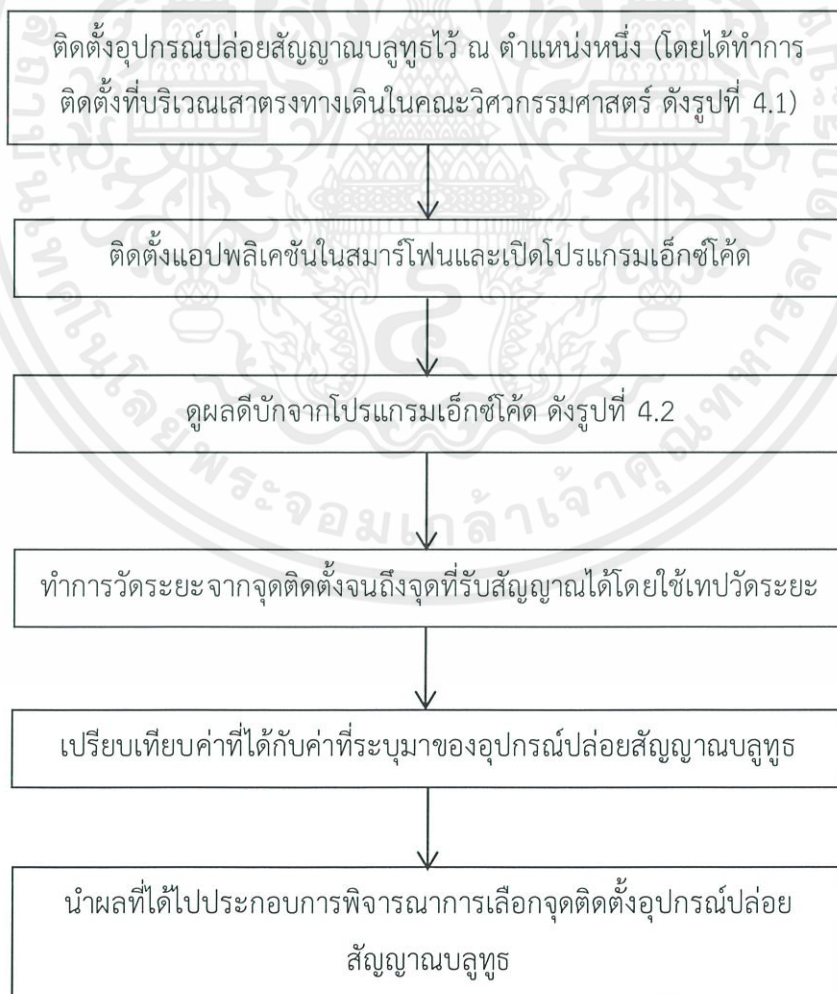 ติดตั้งอุปกรณ์ปล่อยสัญญาณบลูทูธไว้ ณ ตำแหน่งหนึ่ง (โดยได้ทำการ
ติดตั้งที่บริเวณเสาตรงทางเดินในคณะวิศวกรรมศาสตร์ ดังรูปที่ 4.1)
ติดตั้งแอปพลิเคชันในสมาร์โฟนและเปิดโปรแกรมเอ็กซ์โค้ด
ดูผลดีบักจากโปรแกรมเอ็กซ์โค้ด ดังรูปที่ 4.2
ทำการวัดระยะจากจุดติดตั้งจนถึงจุดที่รับสัญญาณได้โดยใช้เทปวัดระยะ
เปรียบเทียบค่าที่ได้กับค่าที่ระบุมาของอุปกรณ์ปล่อยสัญญาณบลูทูธ
นำผลที่ได้ไปประกอบการพิจารณาการเลือกจุดติดตั้งอุปกรณ์ปล่อย
สัญญาณบลูทูธ